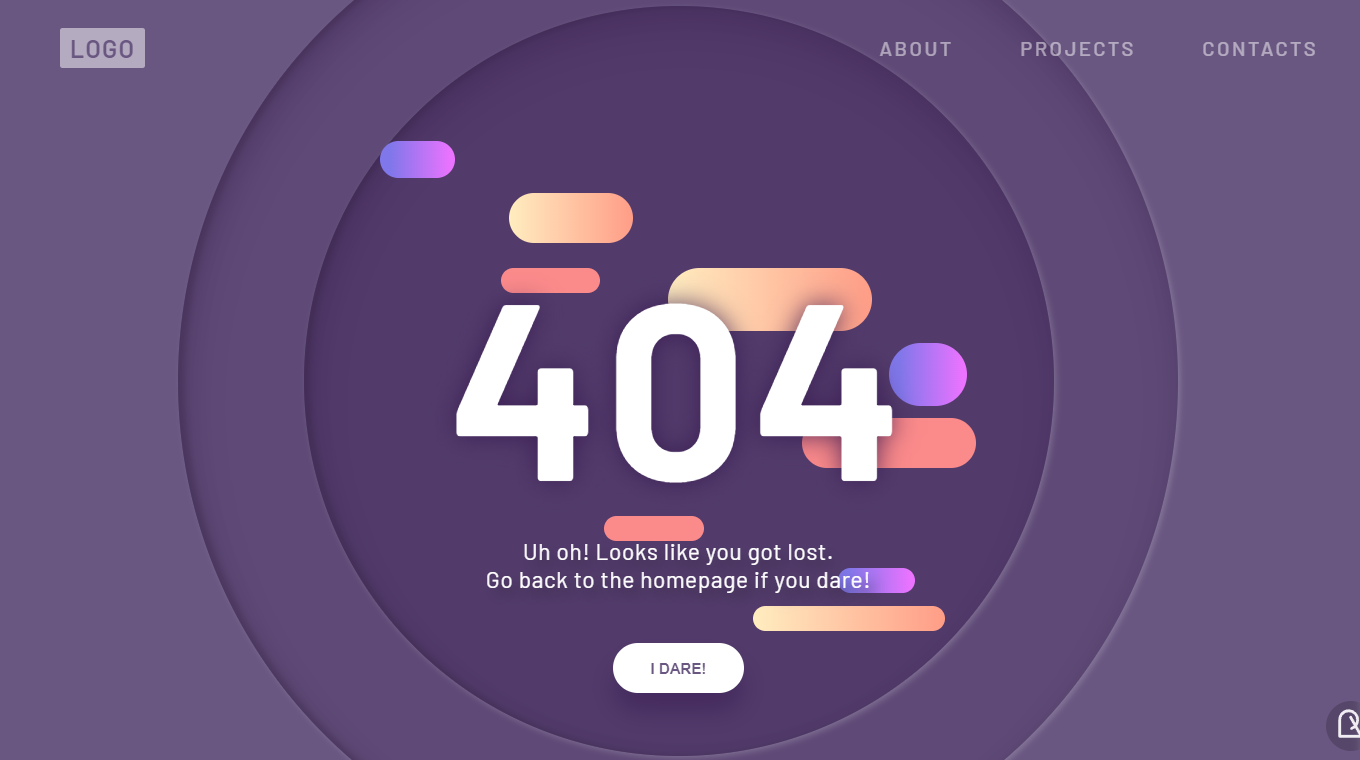 LOGO
ABOUT PROJECTS CONTACTS
404
Uh oh! Looks like you got lost.
Go back to the homepage if you dare!
I DARE!